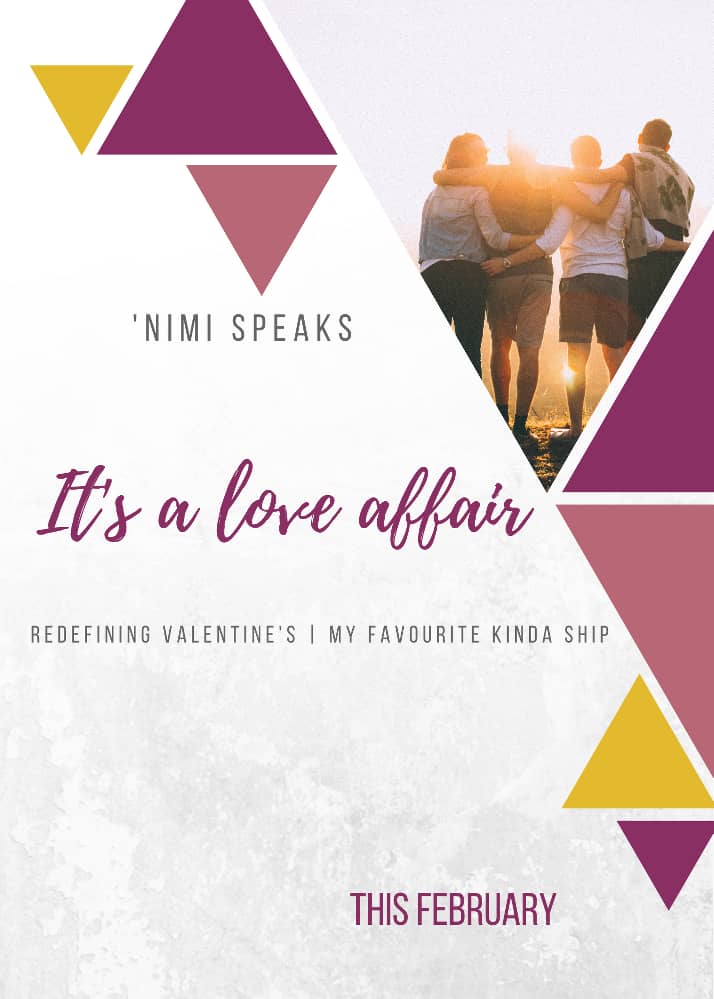 'NIMI SPEAKS
It's a love affair
REDEFINING VALENTINE'S | MY FAVOURITE KINDA SHIP
THIS FEBRUARY